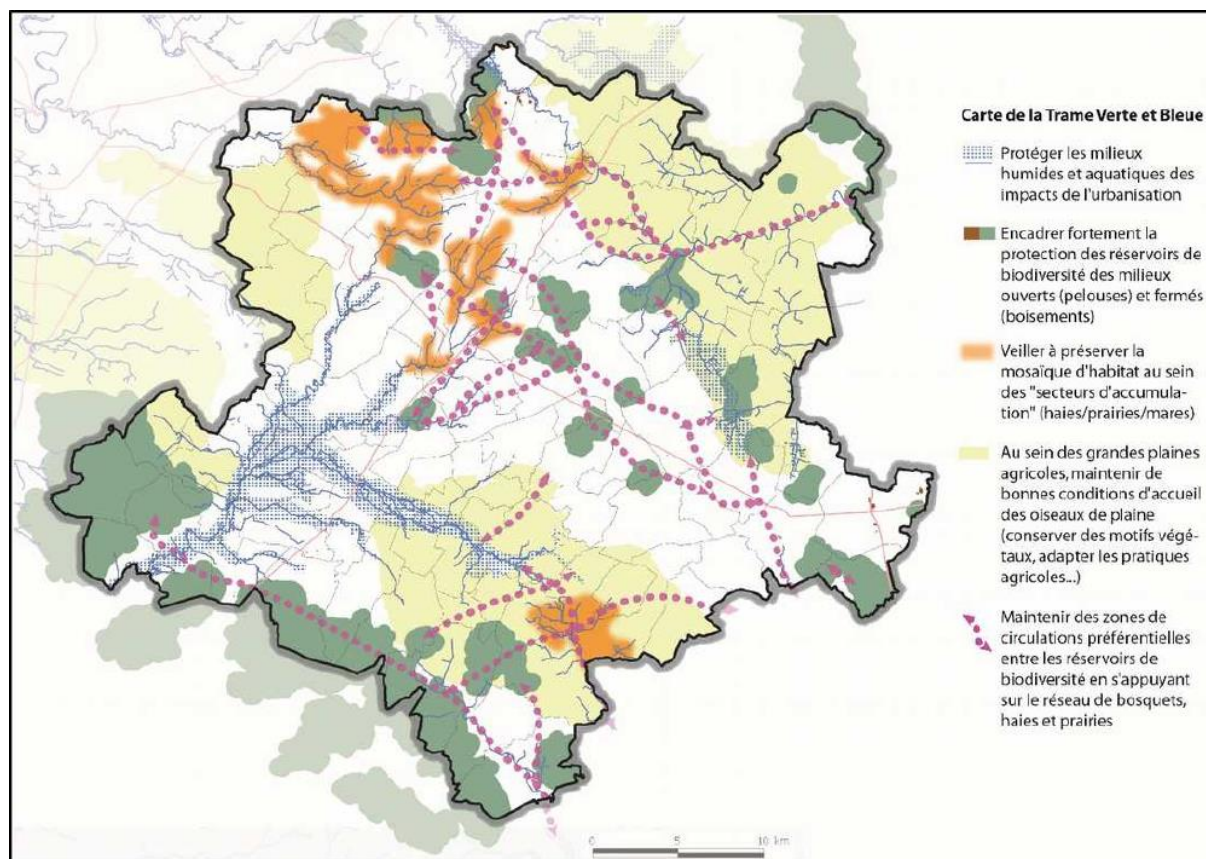 Carte de la Trame Verte et Bleue
Protéger les milieux
humides et aquatiques des
impacts de l'urbanisation
Encadrer fortement la
protection des réservoirs de
biodiversité des milieux
ouverts (pelouses) et fermés
(boisements)
Veiller à préserver la
mosaïque d'habitat au sein
des "secteurs d'accumula-
tion" (haies/prairies/mares)
Au sein des grandes plaines
agricoles, maintenir de
bonnes conditions d'accueil
des oiseaux de plaine
(conserver des motifs végé-
taux, adapter les pratiques
agricoles...)
Maintenir des zones de
circulations préférentielles
entre les réservoirs de
biodiversité en s'appuyant
sur le réseau de bosquets,
haies et prairies
0 5 10 km